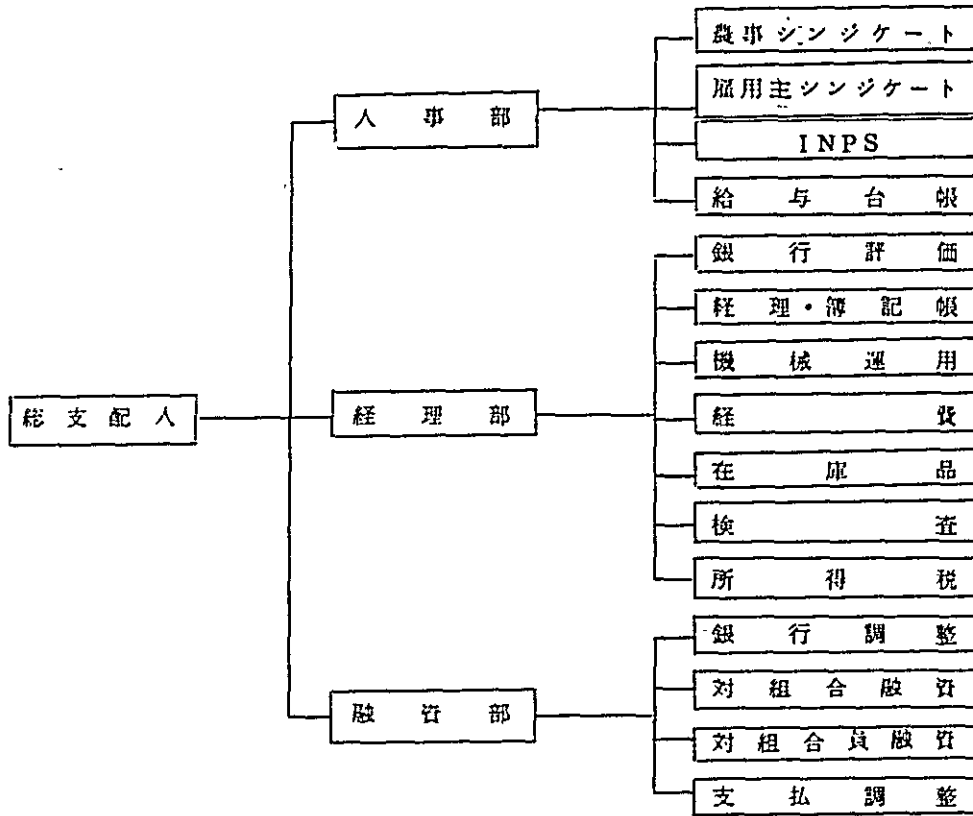 総支配人
人事部
農事シンジケート
雇用主シンジケート
INPS
給与台帳
経理部
銀行評価
経理・簿記帳
機械運用
経費
在庫品
検査
所得税
融資部
銀行調整
対組合融資
対組合員融資
支払調整